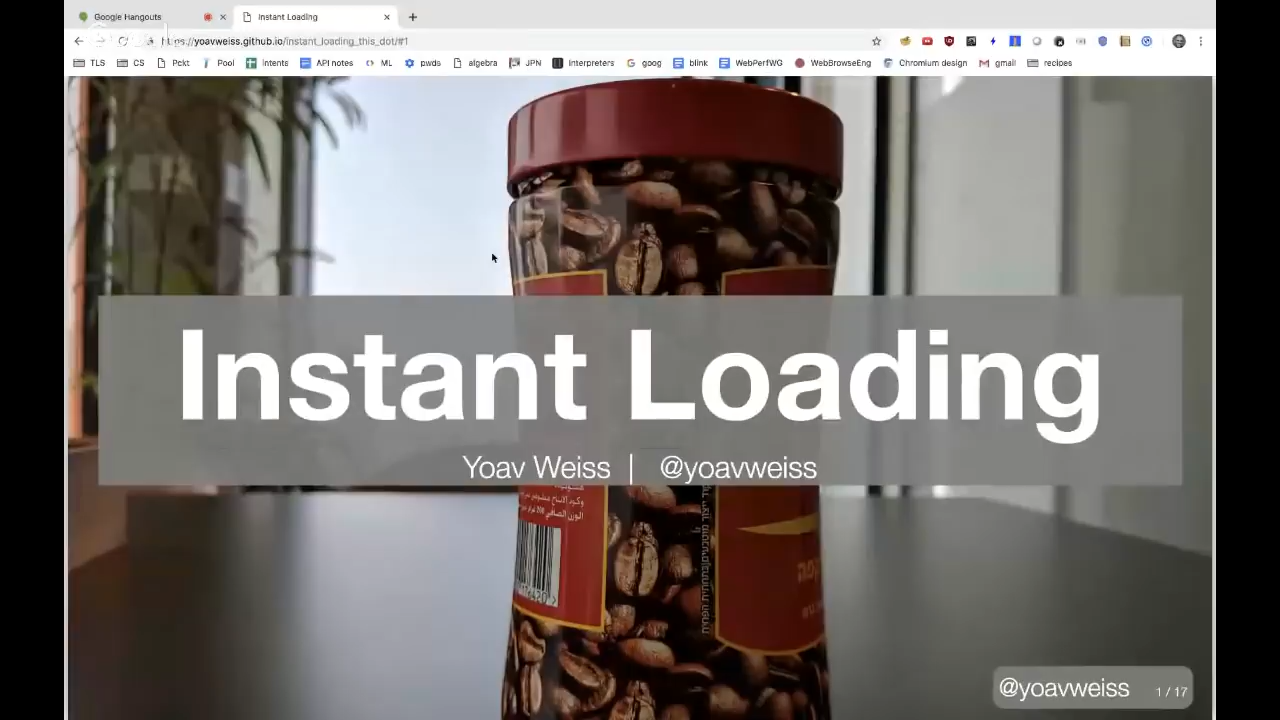 Google Hangouts
Instant Loading
https://yoavweiss.github.io/instant_loading_this_dot/#1
TLS CS Pckt Pool Intents API notes ML pwds algebra JPN Interpreters goog blink WebPerfWG WebBrowseEng Chromium design gmail recipes
Instant Loading
Yoav Weiss | @yoavweiss
@yoavweiss 1 / 17